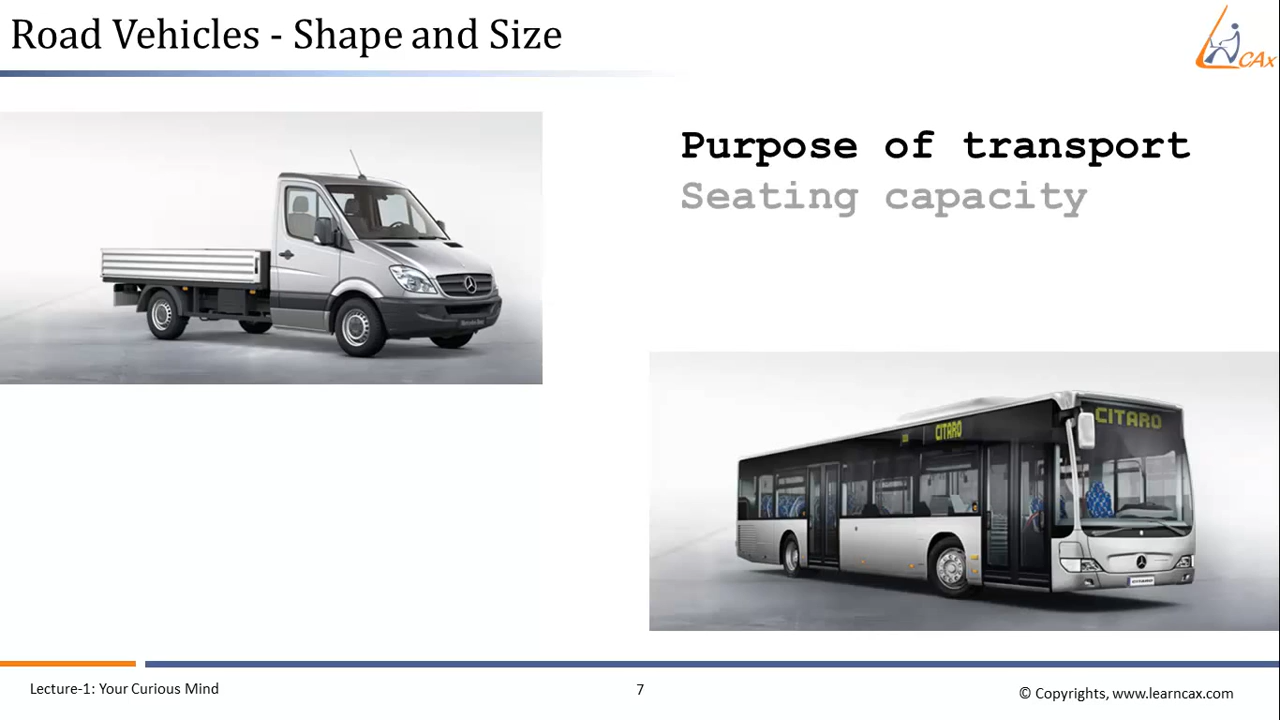 Road Vehicles - Shape and Size
CAx
Purpose of transport
Seating capacity
CITARO
CITARO
Lecture-1: Your Curious Mind
7
© Copyrights, www.learncax.com